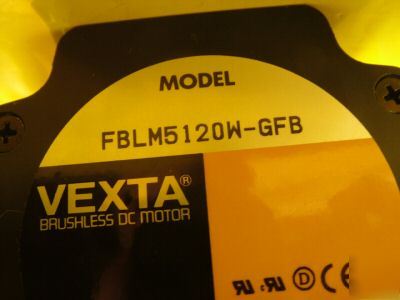 MODEL
FBLM5120W-GFB
VEXTA®
BRUSHLESS DC MOTOR